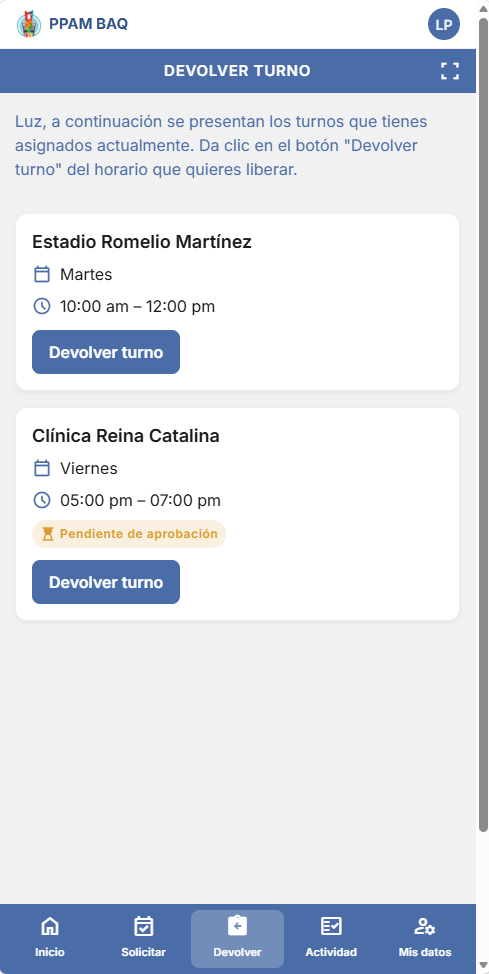 PPAM BAQ
LP
DEVOLVER TURNO
Luz, a continuación se presentan los turnos que tienes
asignados actualmente. Da clic en el botón "Devolver
turno" del horario que quieres liberar.
Estadio Romelio Martínez
Martes
10:00 am – 12:00 pm
Devolver turno
Clínica Reina Catalina
Viernes
05:00 pm – 07:00 pm
Pendiente de aprobación
Devolver turno
Inicio
Solicitar
Devolver
Actividad
Mis datos